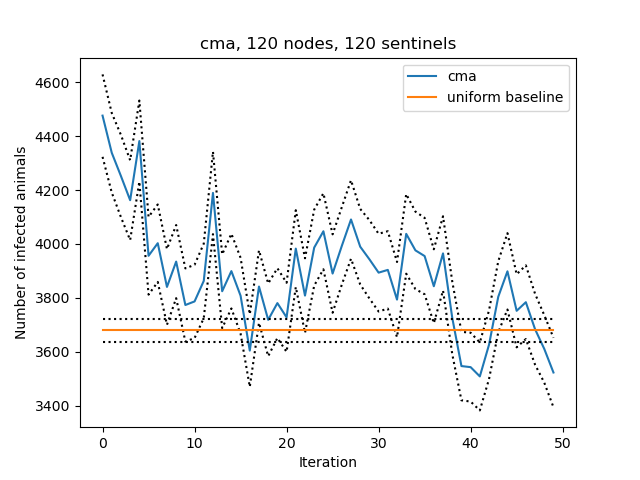 cma, 120 nodes, 120 sentinels
cma
uniform baseline
Number of infected animals
4600
4400
4200
4000
3800
3600
3400
0 10 20 30 40 50
Iteration